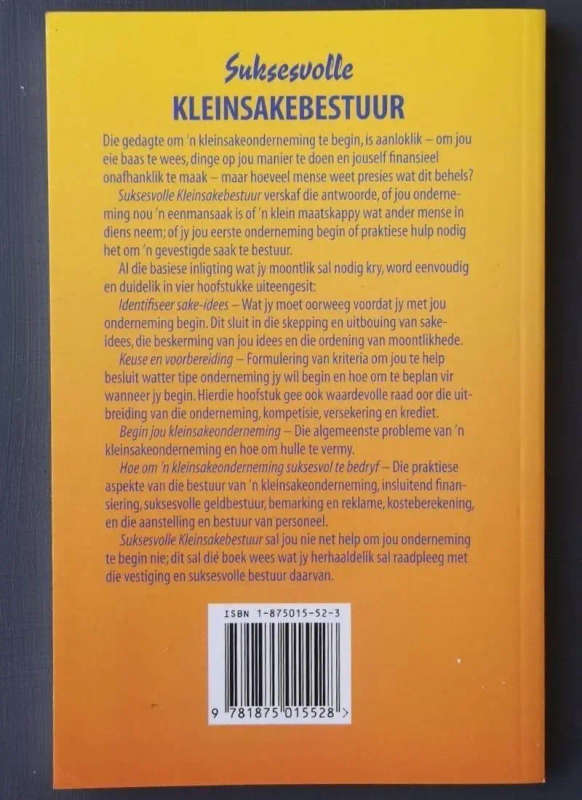 Suksesvolle
KLEINSAKEBESTUUR
Die gedagte om 'n kleinsakeonderneming te begin, is aanloklik – om jou
eie baas te wees, dinge op jou manier te doen en jouself finansieel
onafhanklik te maak – maar hoeveel mense weet presies wat dit behels?
Suksesvolle Kleinsakebestuur verskaf die antwoorde, of jou onderne-
ming nou 'n eenmansaak is of 'n klein maatskappy wat ander mense in
diens neem; of jy jou eerste onderneming begin of praktiese hulp nodig
het om 'n gevestigde saak te bestuur.
Al die basiese inligting wat jy moontlik sal nodig kry, word eenvoudig
en duidelik in vier hoofstukke uiteengesit:
Identifiseer sake-idees – Wat jy moet oorweeg voordat jy met jou
onderneming begin. Dit sluit in die skepping en uitbouing van sake-
idees, die beskerming van jou idees en die ordening van moontlikhede.
Keuse en voorbereiding – Formulering van kriteria om jou te help
besluit watter tipe onderneming jy wil begin en hoe om te beplan vir
wanneer jy begin. Hierdie hoofstuk gee ook waardevolle raad oor die uit-
breiding van die onderneming, kompetisie, versekering en krediet.
Begin jou kleinsakeonderneming – Die algemeenste probleme van 'n
kleinsakeonderneming en hoe om hulle te vermy.
Hoe om 'n kleinsakeonderneming suksesvol te bedryf – Die praktiese
aspekte van die bestuur van 'n kleinsakeonderneming, insluitend finan-
siering, suksesvolle geldbestuur, bemarking en reklame, kosteberekening,
en die aanstelling en bestuur van personeel.
Suksesvolle Kleinsakebestuur sal jou nie net help om jou onderneming
te begin nie; dit sal dié boek wees wat jy herhaaldelik sal raadpleeg met
die vestiging en suksesvolle bestuur daarvan.
ISBN 1-875015-52-3
9 781875 015528 >